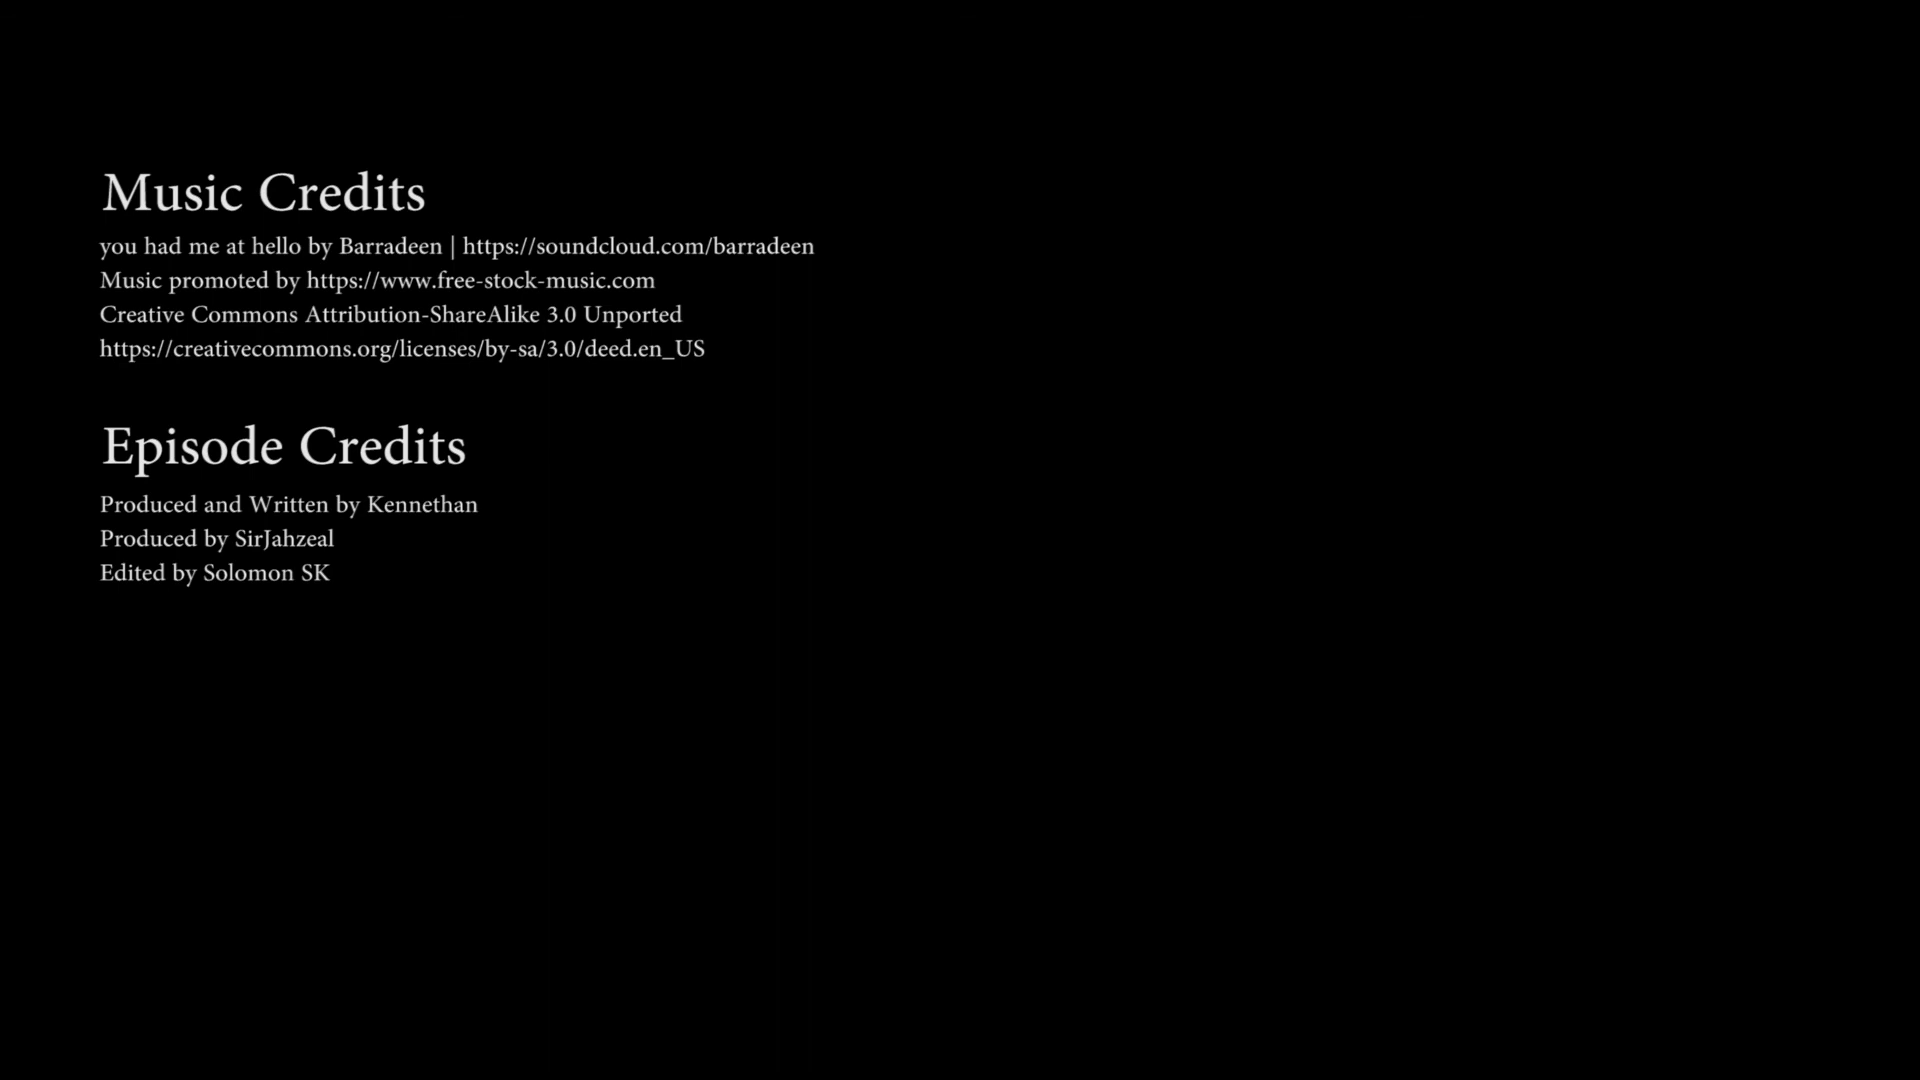 Music Credits
you had me at hello by Barradeen | https://soundcloud.com/barradeen
Music promoted by https://www.free-stock-music.com
Creative Commons Attribution-ShareAlike 3.0 Unported
https://creativecommons.org/licenses/by-sa/3.0/deed.en_US
Episode Credits
Produced and Written by Kennethan
Produced by SirJahzeal
Edited by Solomon SK